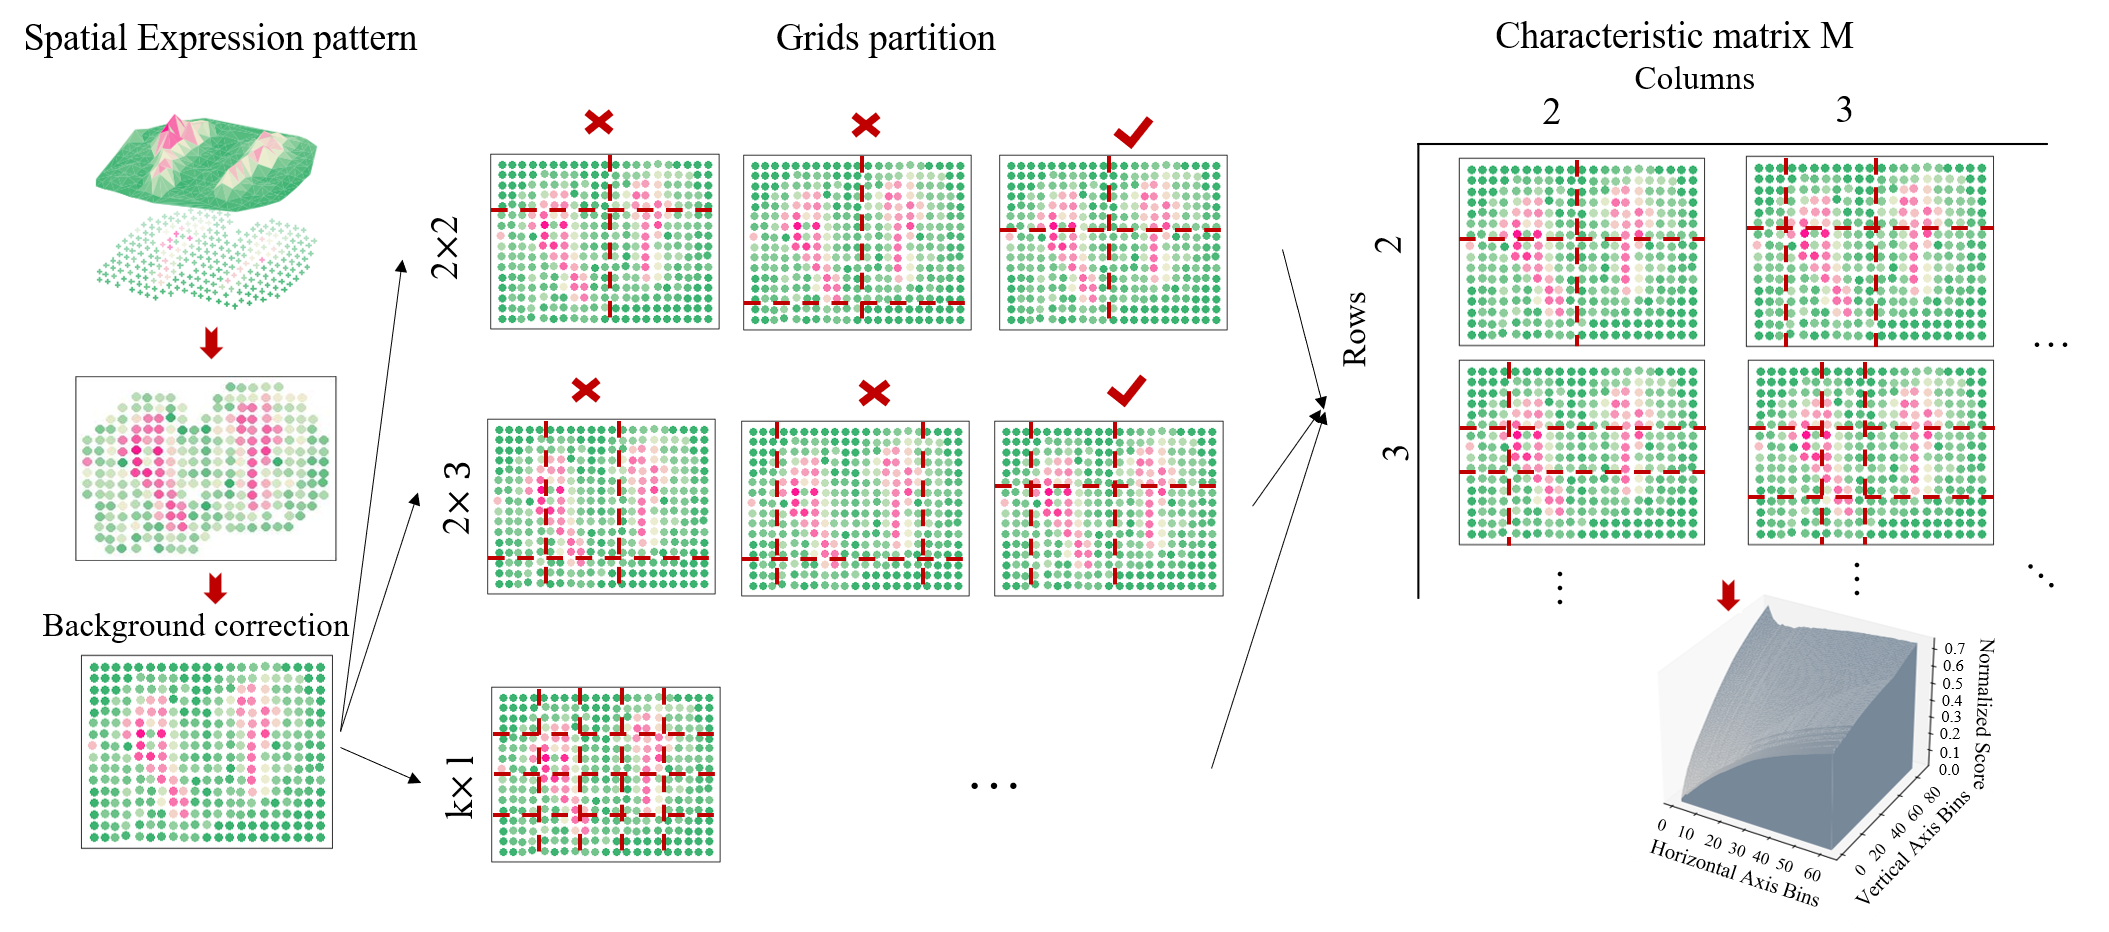 Spatial Expression pattern
Background correction
Grids partition
2×2
2×3
k×l
...
Characteristic matrix M
Columns
2 3
Rows
2
3
...
⋮ ⋮ ⋱
0.7
0.6
0.5
0.4
0.3
0.2
0.1
0.0
Normalized Score
0 10 20 30 40 50 60
Horizontal Axis Bins
0 20 40 60 80
Vertical Axis Bins